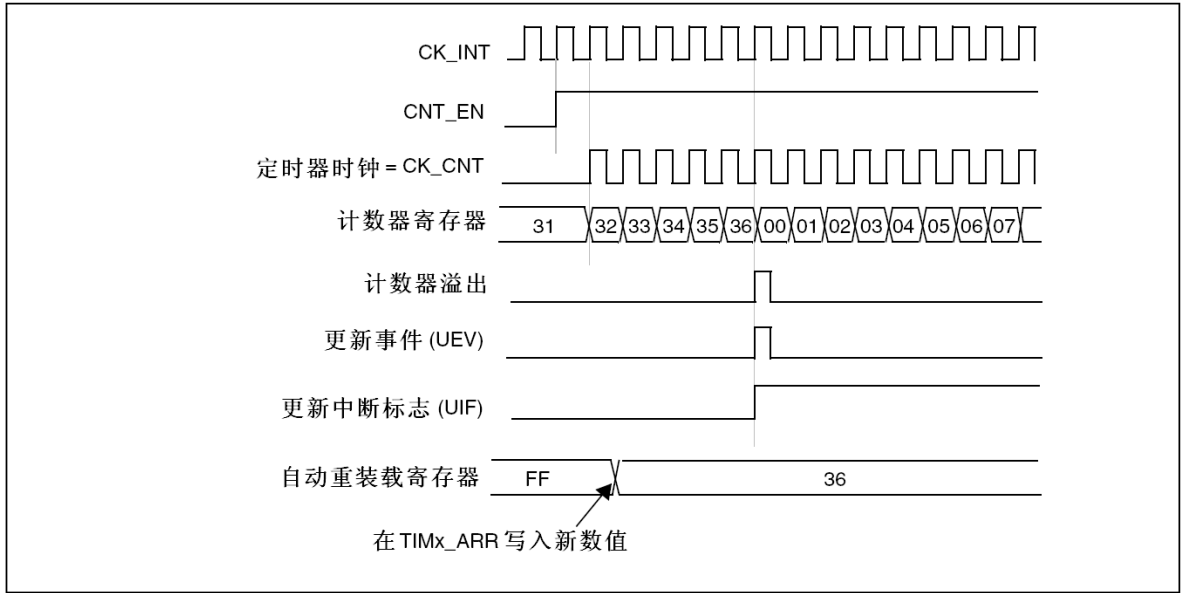 CK_INT
CNT_EN
定时器时钟 = CK_CNT
计数器寄存器 31 32 33 34 35 36 00 01 02 03 04 05 06 07
计数器溢出
更新事件 (UEV)
更新中断标志 (UIF)
自动重装载寄存器 FF 36
在 TIMx_ARR 写入新数值